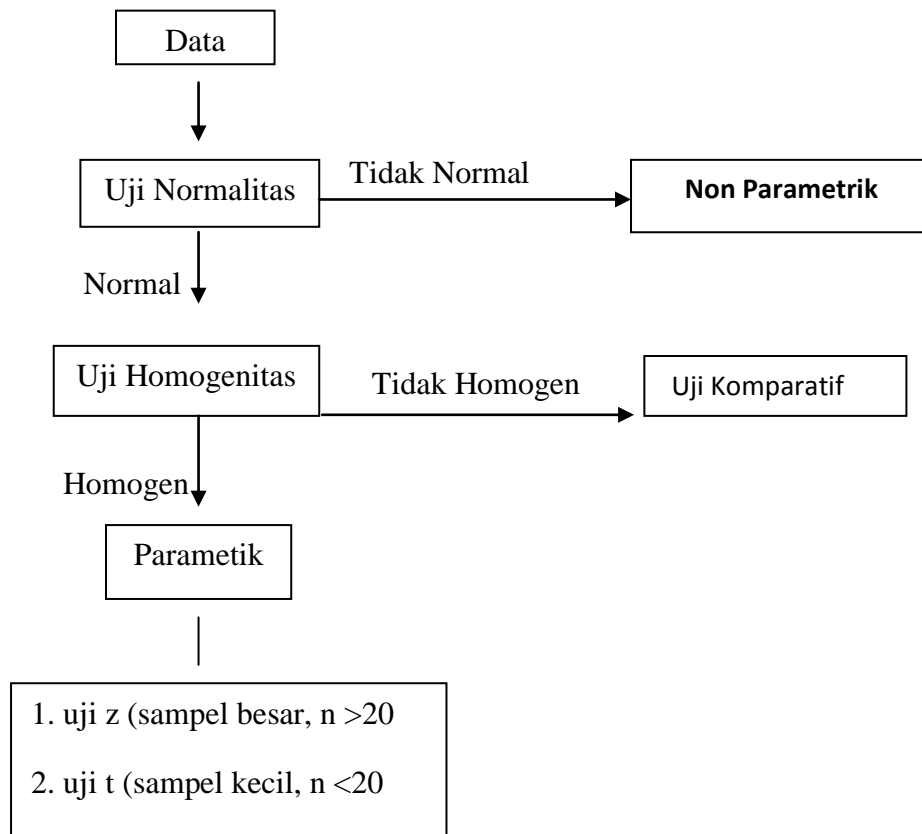 Data
Uji Normalitas
Tidak Normal
Non Parametrik
Normal
Uji Homogenitas
Tidak Homogen
Uji Komparatif
Homogen
Parametik
1. uji z (sampel besar, n >20
2. uji t (sampel kecil, n <20